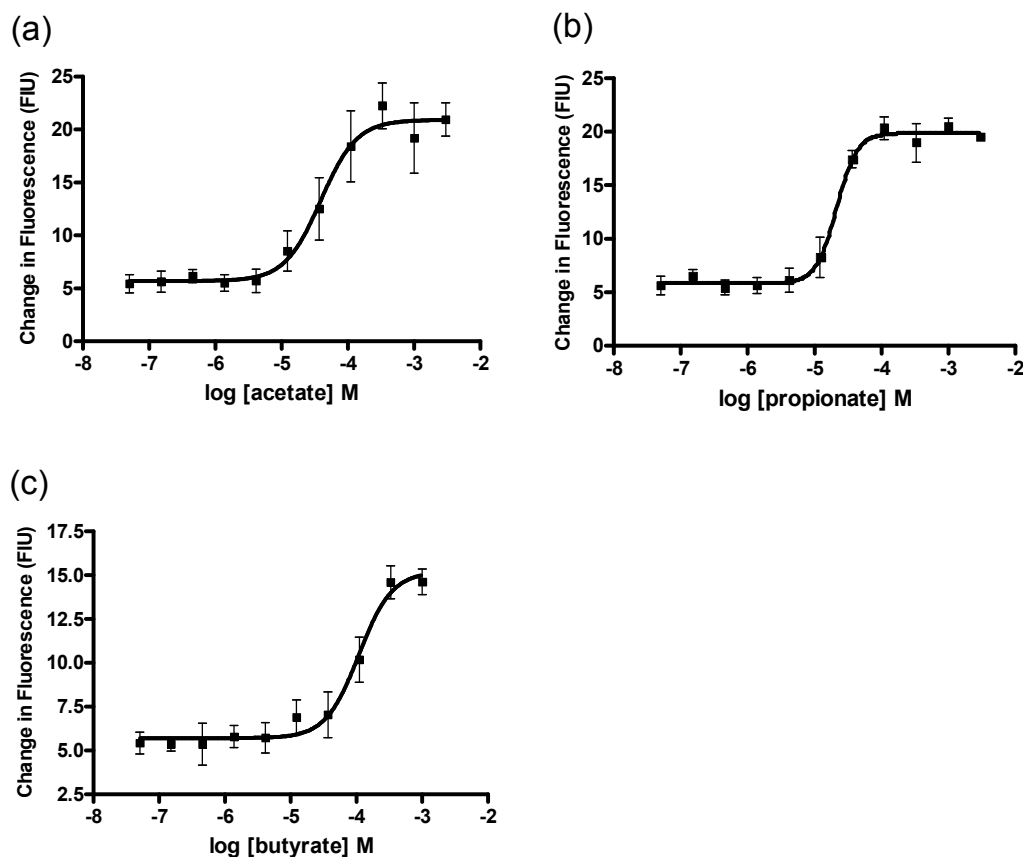 (a)
Change in Fluorescence (FIU)
25
20
15
10
5
0
-8 -7 -6 -5 -4 -3 -2
log [acetate] M
(b)
Change in Fluorescence (FIU)
25
20
15
10
5
0
-8 -7 -6 -5 -4 -3 -2
log [propionate] M
(c)
Change in Fluorescence (FIU)
17.5
15.0
12.5
10.0
7.5
5.0
2.5
-8 -7 -6 -5 -4 -3 -2
log [butyrate] M